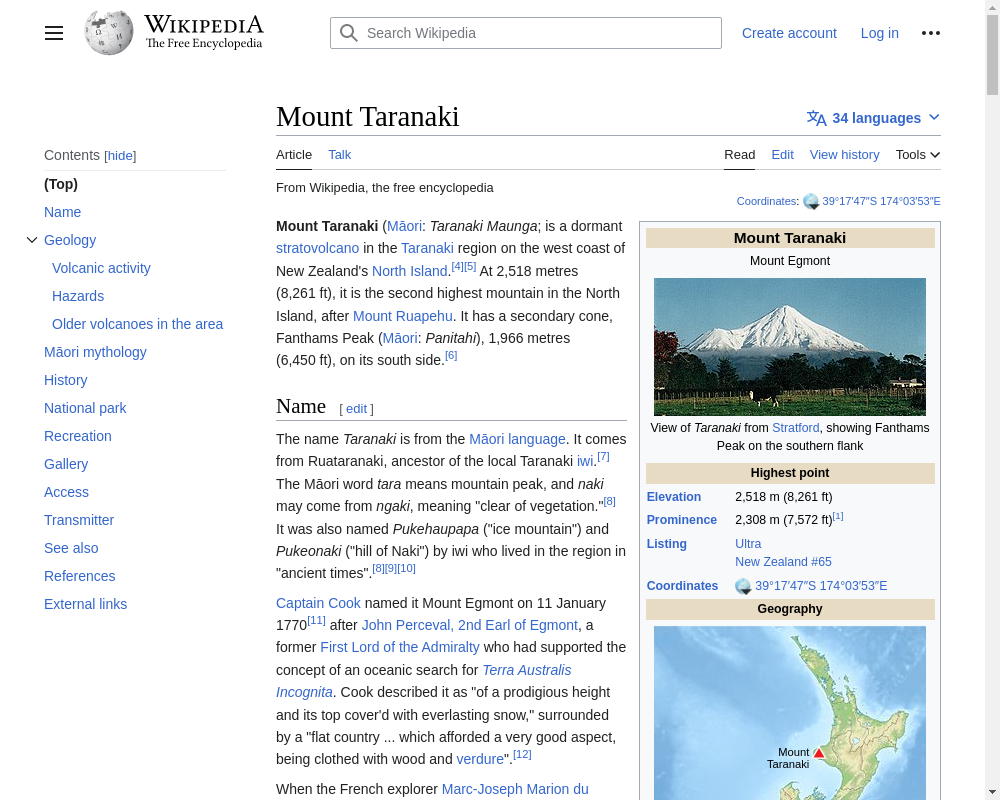 WIKIPEDIA
The Free Encyclopedia
Search Wikipedia
Create account
Log in
Mount Taranaki
34 languages
Contents [hide]
(Top)
Name
Geology
Volcanic activity
Hazards
Older volcanoes in the area
Māori mythology
History
National park
Recreation
Gallery
Access
Transmitter
See also
References
External links
Article
Talk
Read
Edit
View history
Tools
From Wikipedia, the free encyclopedia
Coordinates: 39°17′47″S 174°03′53″E
Mount Taranaki (Māori: Taranaki Maunga; is a dormant
stratovolcano in the Taranaki region on the west coast of
New Zealand's North Island.[4][5] At 2,518 metres
(8,261 ft), it is the second highest mountain in the North
Island, after Mount Ruapehu. It has a secondary cone,
Fanthams Peak (Māori: Panitahi), 1,966 metres
(6,450 ft), on its south side.[6]
Name [ edit ]
The name Taranaki is from the Māori language. It comes
from Ruataranaki, ancestor of the local Taranaki iwi.[7]
The Māori word tara means mountain peak, and naki
may come from ngaki, meaning "clear of vegetation."[8]
It was also named Pukehaupapa ("ice mountain") and
Pukeonaki ("hill of Naki") by iwi who lived in the region in
"ancient times".[8][9][10]
Captain Cook named it Mount Egmont on 11 January
1770[11] after John Perceval, 2nd Earl of Egmont, a
former First Lord of the Admiralty who had supported the
concept of an oceanic search for Terra Australis
Incognita. Cook described it as "of a prodigious height
and its top cover'd with everlasting snow," surrounded
by a "flat country ... which afforded a very good aspect,
being clothed with wood and verdure".[12]
When the French explorer Marc-Joseph Marion du
Mount Taranaki
Mount Egmont
View of Taranaki from Stratford, showing Fanthams
Peak on the southern flank
Highest point
Elevation 2,518 m (8,261 ft)
Prominence 2,308 m (7,572 ft)[1]
Listing Ultra
New Zealand #65
Coordinates 39°17′47″S 174°03′53″E
Geography
Mount
Taranaki